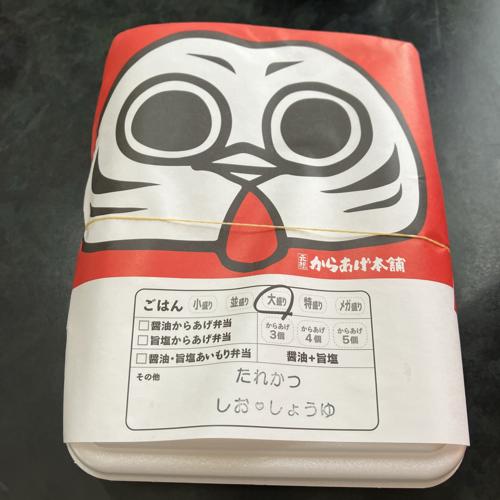 元祖 からあげ本舗
ごはん 小盛り 並盛り 大盛り 特盛り メガ盛り
□醤油からあげ弁当
□旨塩からあげ弁当
からあげ3個 からあげ4個 からあげ5個
□醤油・旨塩あいもり弁当 醤油+旨塩
その他
たれかつ
しお♡しょうゆ